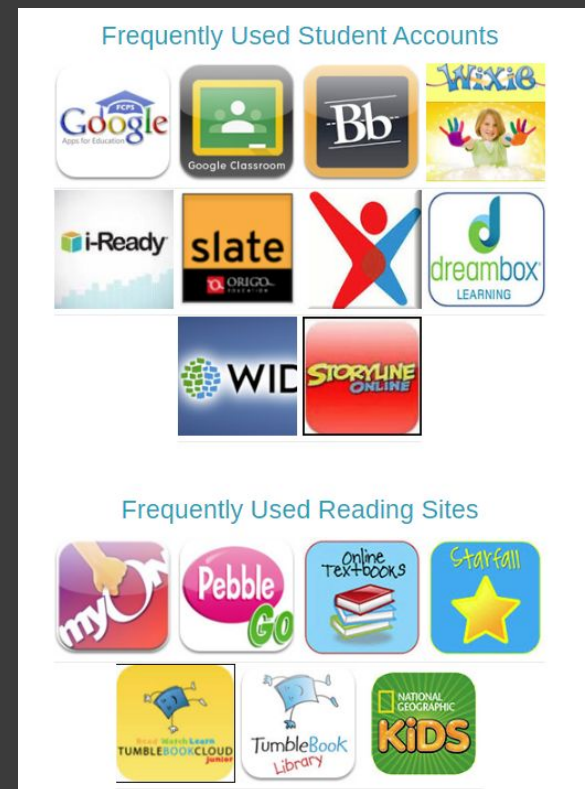 Frequently Used Student Accounts
FCPS
Google
Apps for Education
Google Classroom
Bb
Wixie
i-Ready
slate
ORIGO
EDUCATION
dreambox
LEARNING
WID
STORYLINE
ONLINE
Frequently Used Reading Sites
myON
Pebble
Go
Online
Textbooks
Starfall
Read Watch Learn
TUMBLEBOOKCLOUD
junior
TumbleBook
Library
NATIONAL
GEOGRAPHIC
KiDS